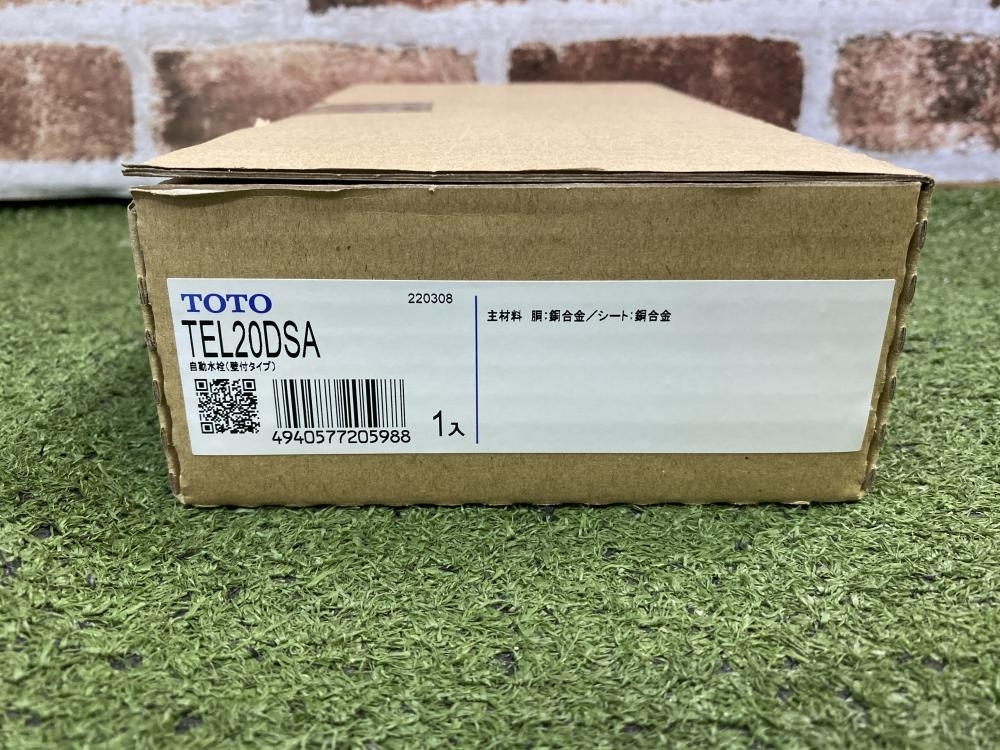 TOTO
220308
TEL20DSA
自動水栓(壁付タイプ)
4940577205988
1入
主材料 胴:銅合金/シート:銅合金